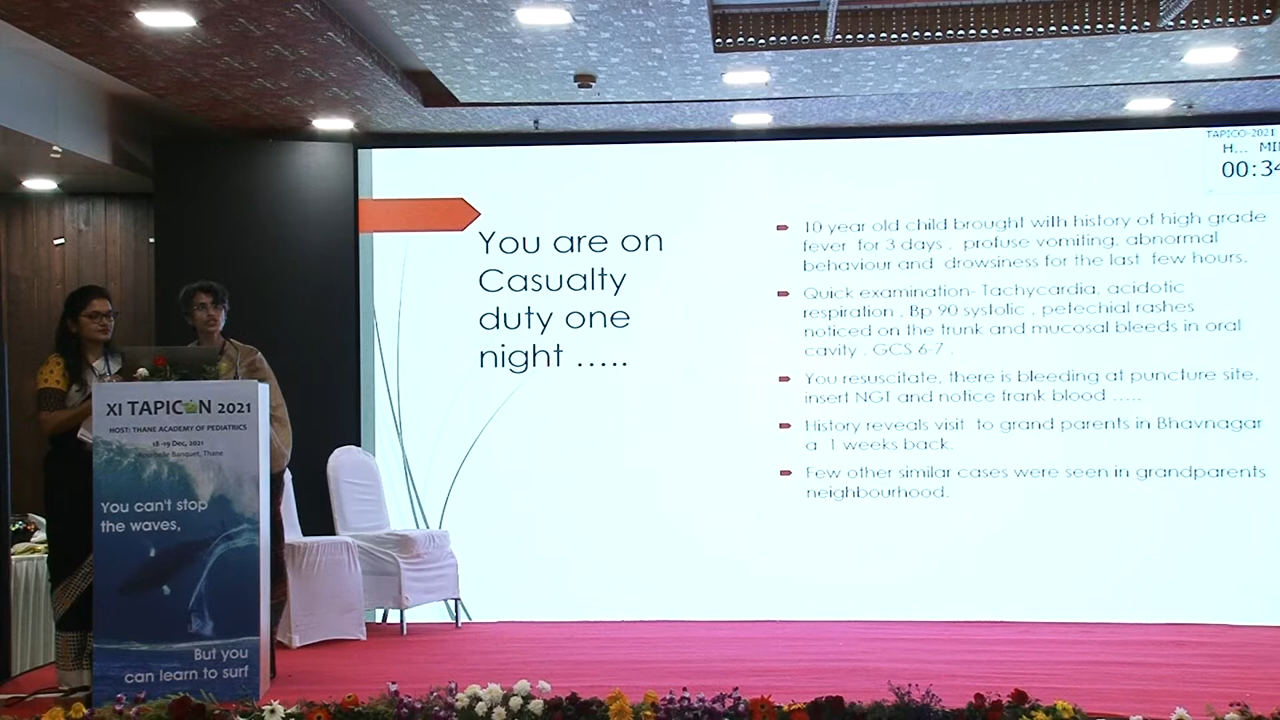 TAPICO-2021
H... MI
00:34
You are on
Casualty
duty one
night .....
10 year old child brought with history of high grade
fever for 3 days , profuse vomiting, abnormal
behaviour and drowsiness for the last few hours.
Quick examination- Tachycardia, acidotic
respiration , Bp 90 systolic , petechial rashes
noticed on the trunk and mucosal bleeds in oral
cavity . GCS 6-7 .
You resuscitate, there is bleeding at puncture site,
insert NGT and notice frank blood .....
History reveals visit to grand parents in Bhavnagar
a 1 weeks back.
Few other similar cases were seen in grandparents
neighbourhood.
XI TAPICON 2021
HOST: THANE ACADEMY OF PEDIATRICS
18 -19 Dec, 2021
Banquet, Thane
You can't stop
the waves,
But you
can learn to surf